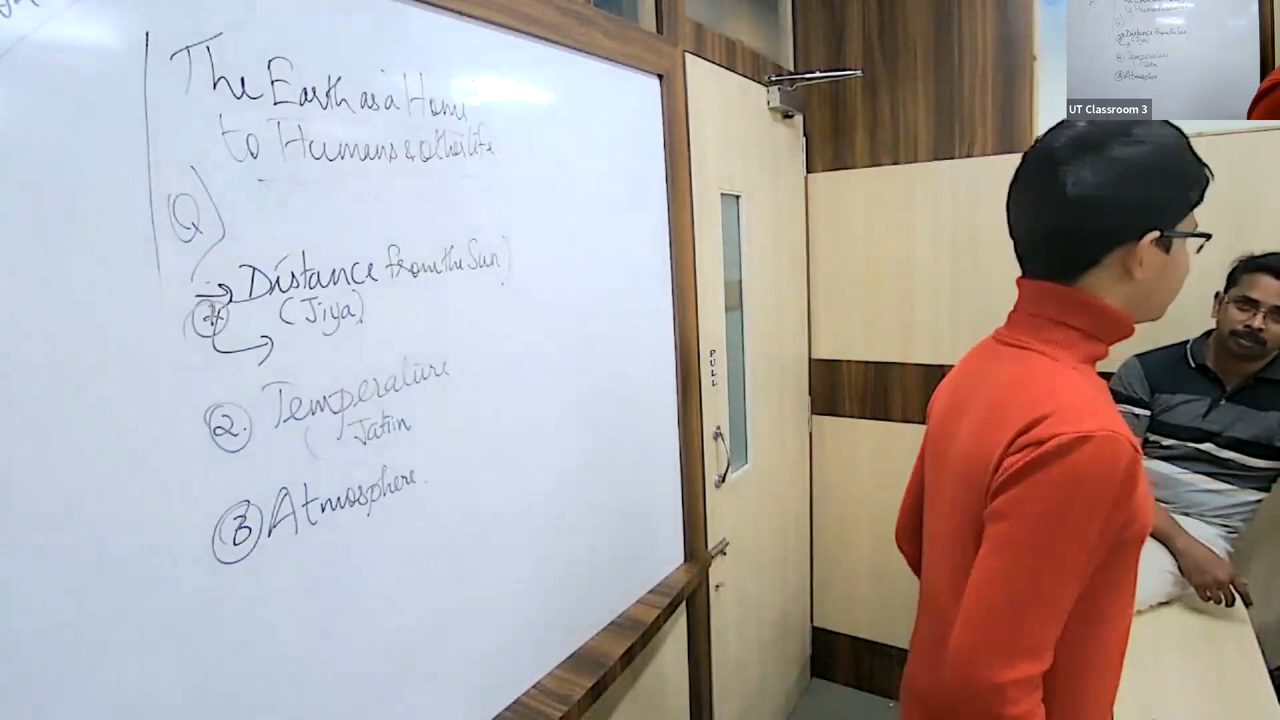 The Earth as a Home
to Humans & other life
Q)
→ Distance from the Sun)
(Jiya)
2. Temperature
( Jatin
3 Atmosphere.
PULL
UT Classroom 3